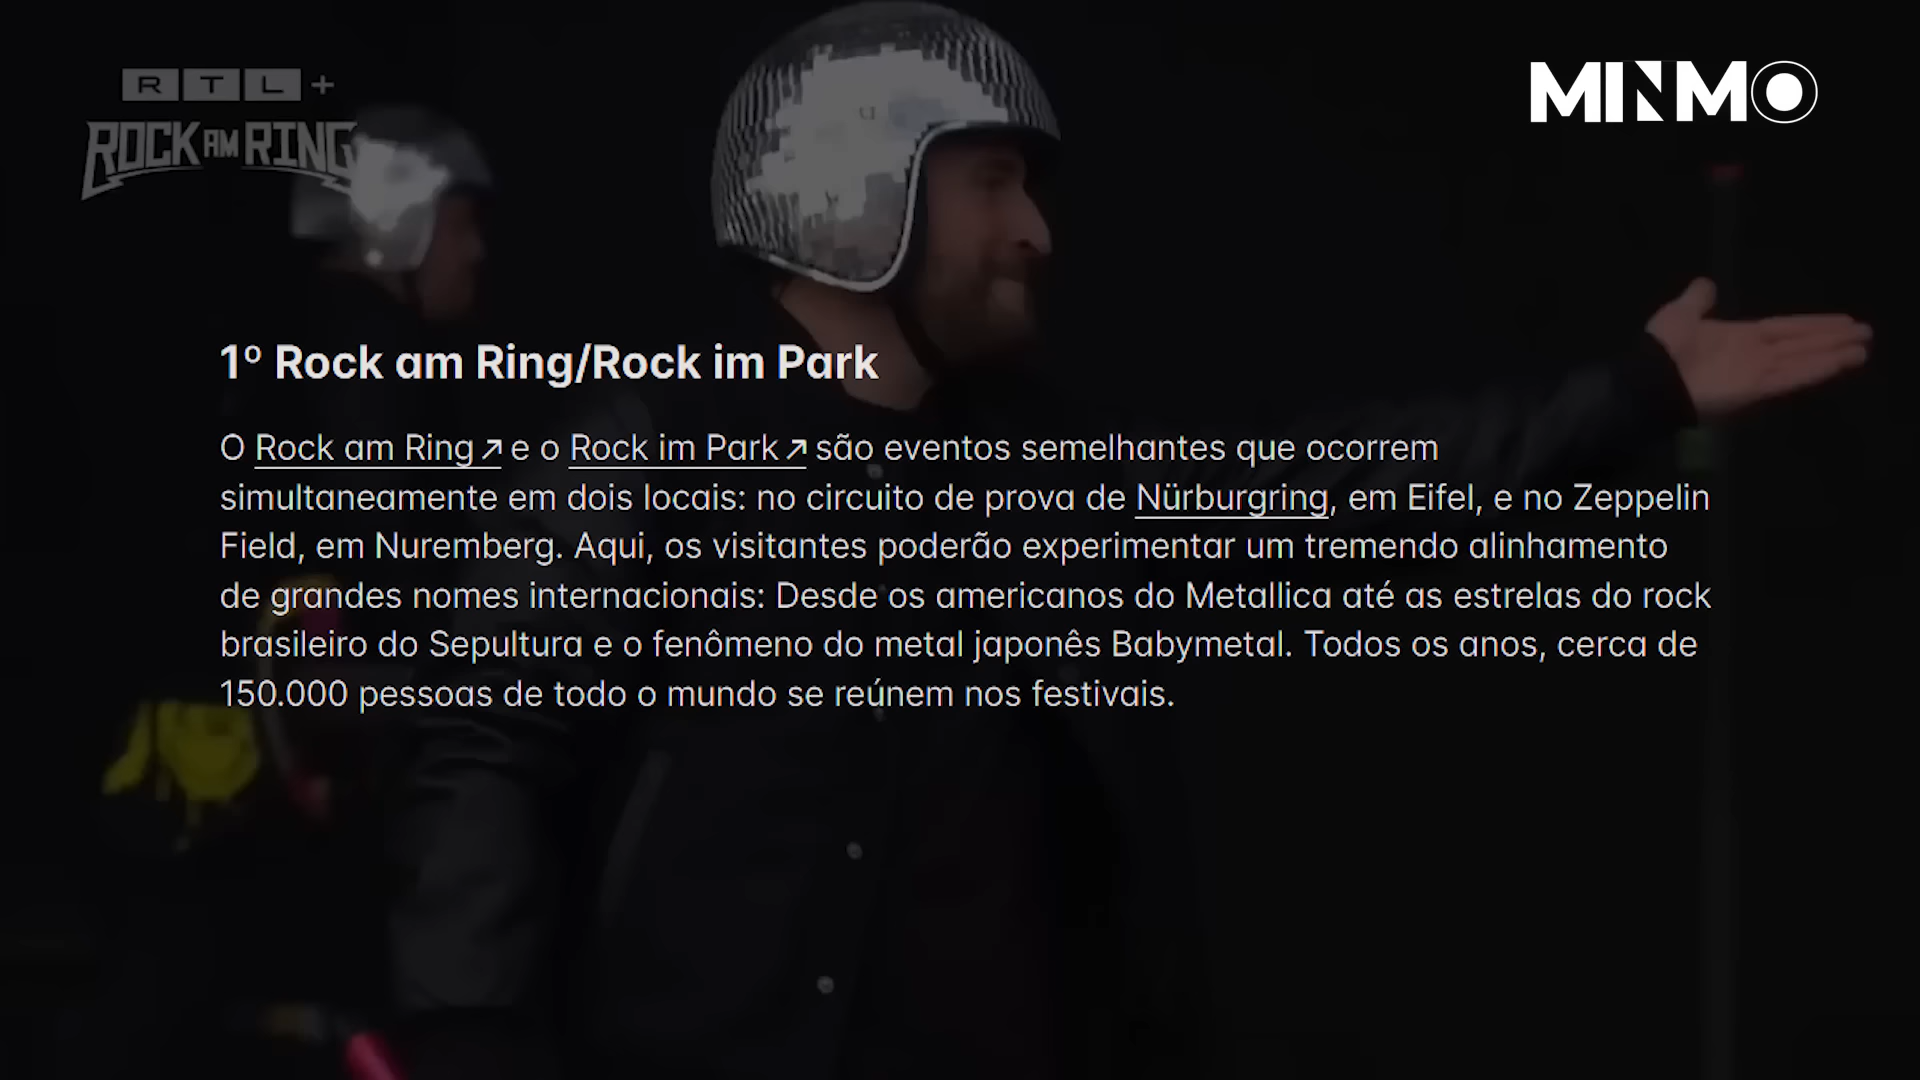 RTL+
ROCK AM RING
MINMO
1º Rock am Ring/Rock im Park
O Rock am Ring↗ e o Rock im Park↗ são eventos semelhantes que ocorrem
simultaneamente em dois locais: no circuito de prova de Nürburgring, em Eifel, e no Zeppelin
Field, em Nuremberg. Aqui, os visitantes poderão experimentar um tremendo alinhamento
de grandes nomes internacionais: Desde os americanos do Metallica até as estrelas do rock
brasileiro do Sepultura e o fenômeno do metal japonês Babymetal. Todos os anos, cerca de
150.000 pessoas de todo o mundo se reúnem nos festivais.